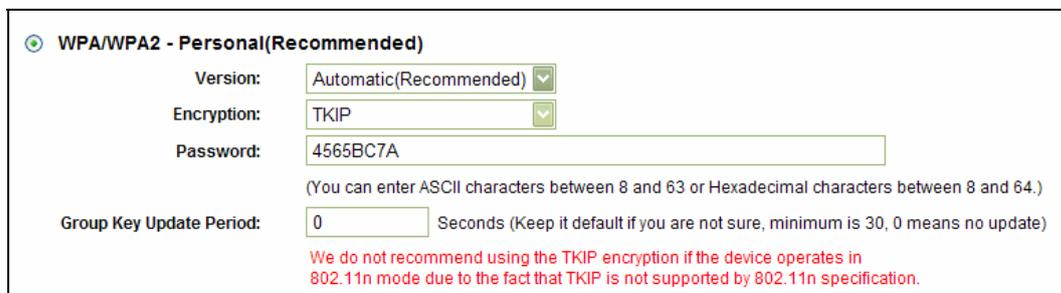 WPA/WPA2 - Personal(Recommended)
Version: Automatic(Recommended)
Encryption: TKIP
Password: 4565BC7A
(You can enter ASCII characters between 8 and 63 or Hexadecimal characters between 8 and 64.)
Group Key Update Period: 0 Seconds (Keep it default if you are not sure, minimum is 30, 0 means no update)
We do not recommend using the TKIP encryption if the device operates in
802.11n mode due to the fact that TKIP is not supported by 802.11n specification.